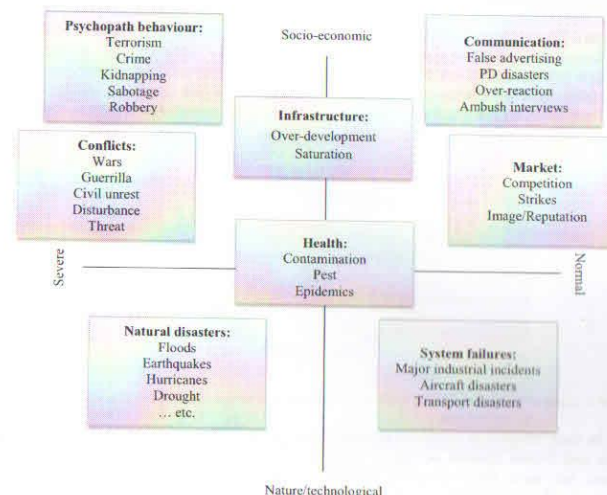 Psychopath behaviour:
Terrorism
Crime
Kidnapping
Sabotage
Robbery
Socio-economic
Communication:
False advertising
PD disasters
Over-reaction
Ambush interviews
Infrastructure:
Over-development
Saturation
Conflicts:
Wars
Guerrilla
Civil unrest
Disturbance
Threat
Market:
Competition
Strikes
Image/Reputation
Severe
Health:
Contamination
Pest
Epidemics
Normal
Natural disasters:
Floods
Earthquakes
Hurricanes
Drought
... etc.
System failures:
Major industrial incidents
Aircraft disasters
Transport disasters
Nature/technological